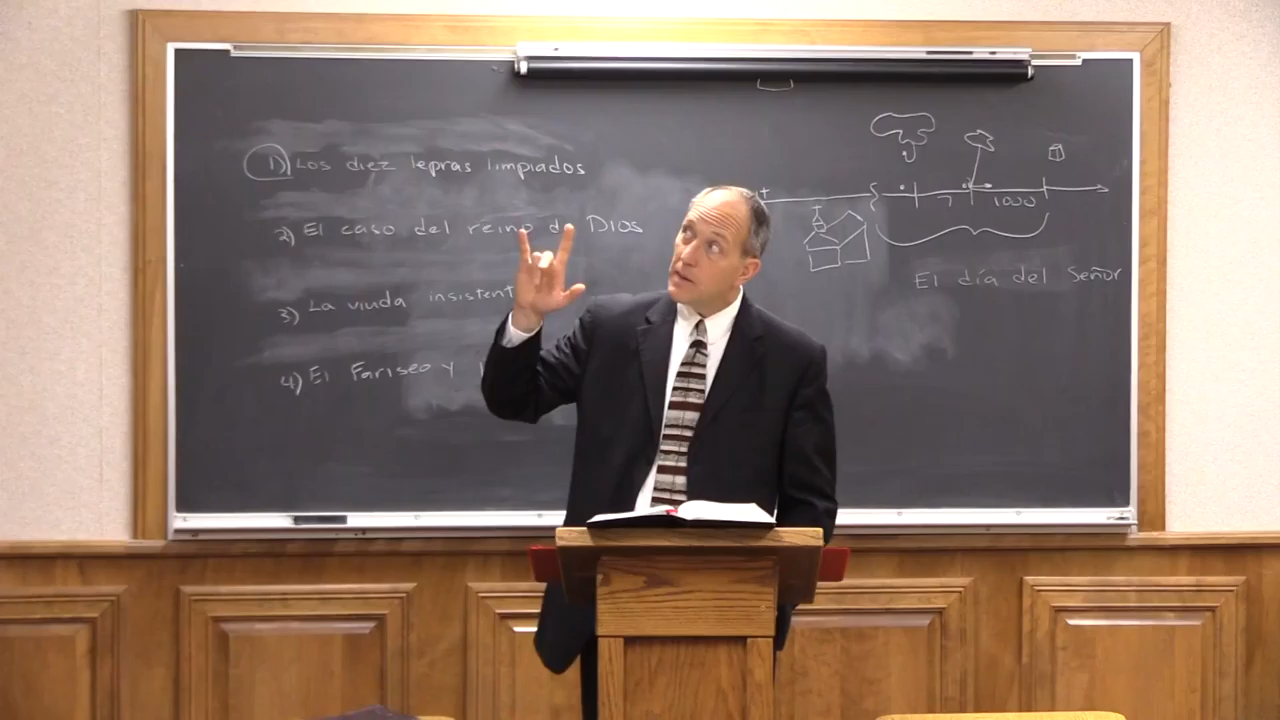 1) Los diez lepras limpiados
2) El caso del reino de Dios
3) La viuda insistent
4) El Fariseo y
7
1000
El día del Señor